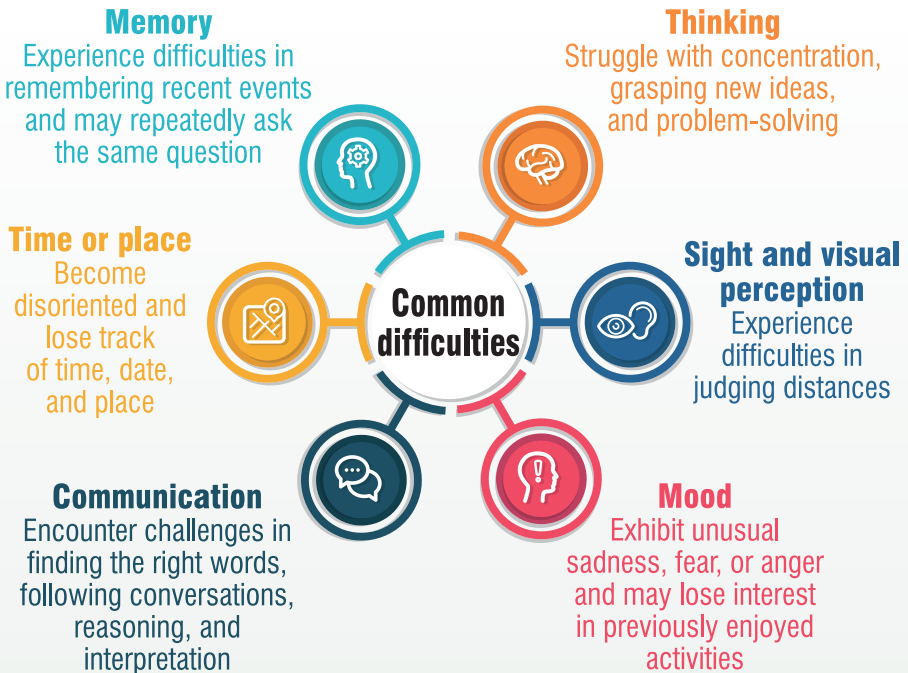 Memory
Experience difficulties in
remembering recent events
and may repeatedly ask
the same question
Thinking
Struggle with concentration,
grasping new ideas,
and problem-solving
Time or place
Become
disoriented and
lose track
of time, date,
and place
Common
difficulties
Sight and visual
perception
Experience
difficulties in
judging distances
Communication
Encounter challenges in
finding the right words,
following conversations,
reasoning, and
interpretation
Mood
Exhibit unusual
sadness, fear, or anger
and may lose interest
in previously enjoyed
activities